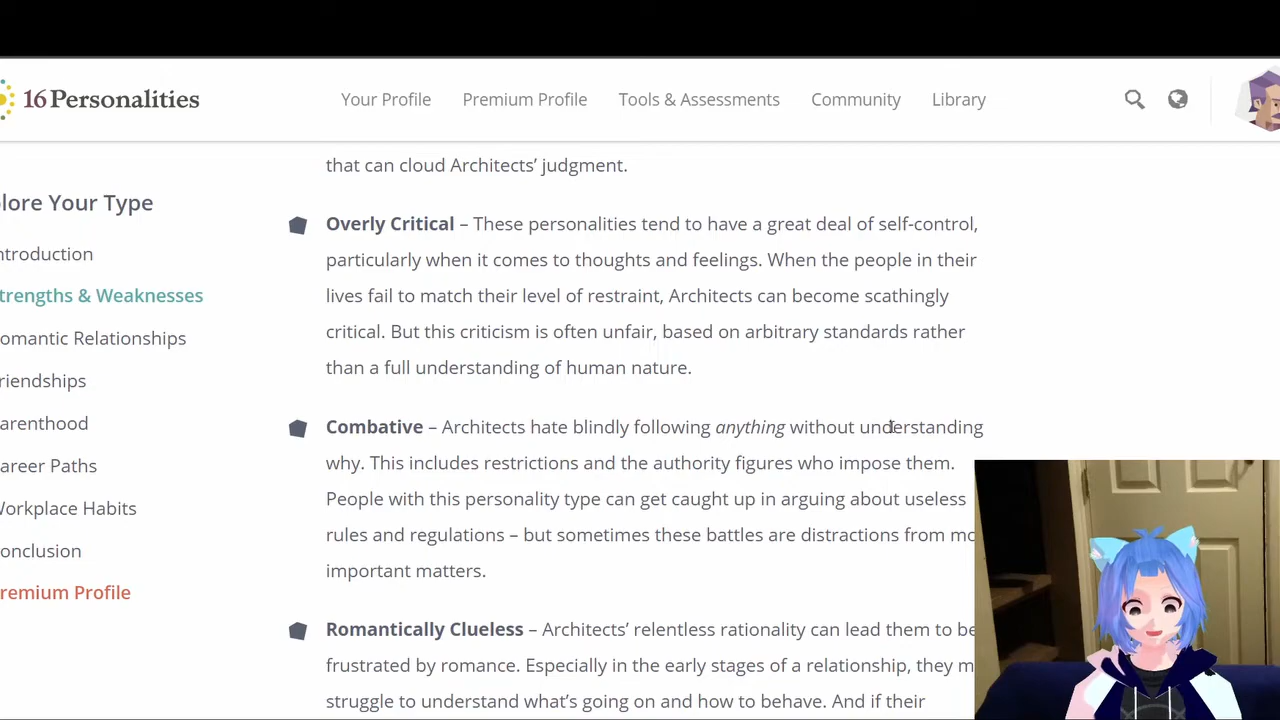 16Personalities
Your Profile
Premium Profile
Tools & Assessments
Community
Library
that can cloud Architects’ judgment.
plore Your Type
ntroduction
trengths & Weaknesses
omantic Relationships
riendships
arenthood
areer Paths
Workplace Habits
onclusion
remium Profile
Overly Critical – These personalities tend to have a great deal of self-control,
particularly when it comes to thoughts and feelings. When the people in their
lives fail to match their level of restraint, Architects can become scathingly
critical. But this criticism is often unfair, based on arbitrary standards rather
than a full understanding of human nature.
Combative – Architects hate blindly following anything without understanding
why. This includes restrictions and the authority figures who impose them.
People with this personality type can get caught up in arguing about useless
rules and regulations – but sometimes these battles are distractions from mo
important matters.
Romantically Clueless – Architects’ relentless rationality can lead them to be
frustrated by romance. Especially in the early stages of a relationship, they m
struggle to understand what’s going on and how to behave. And if their